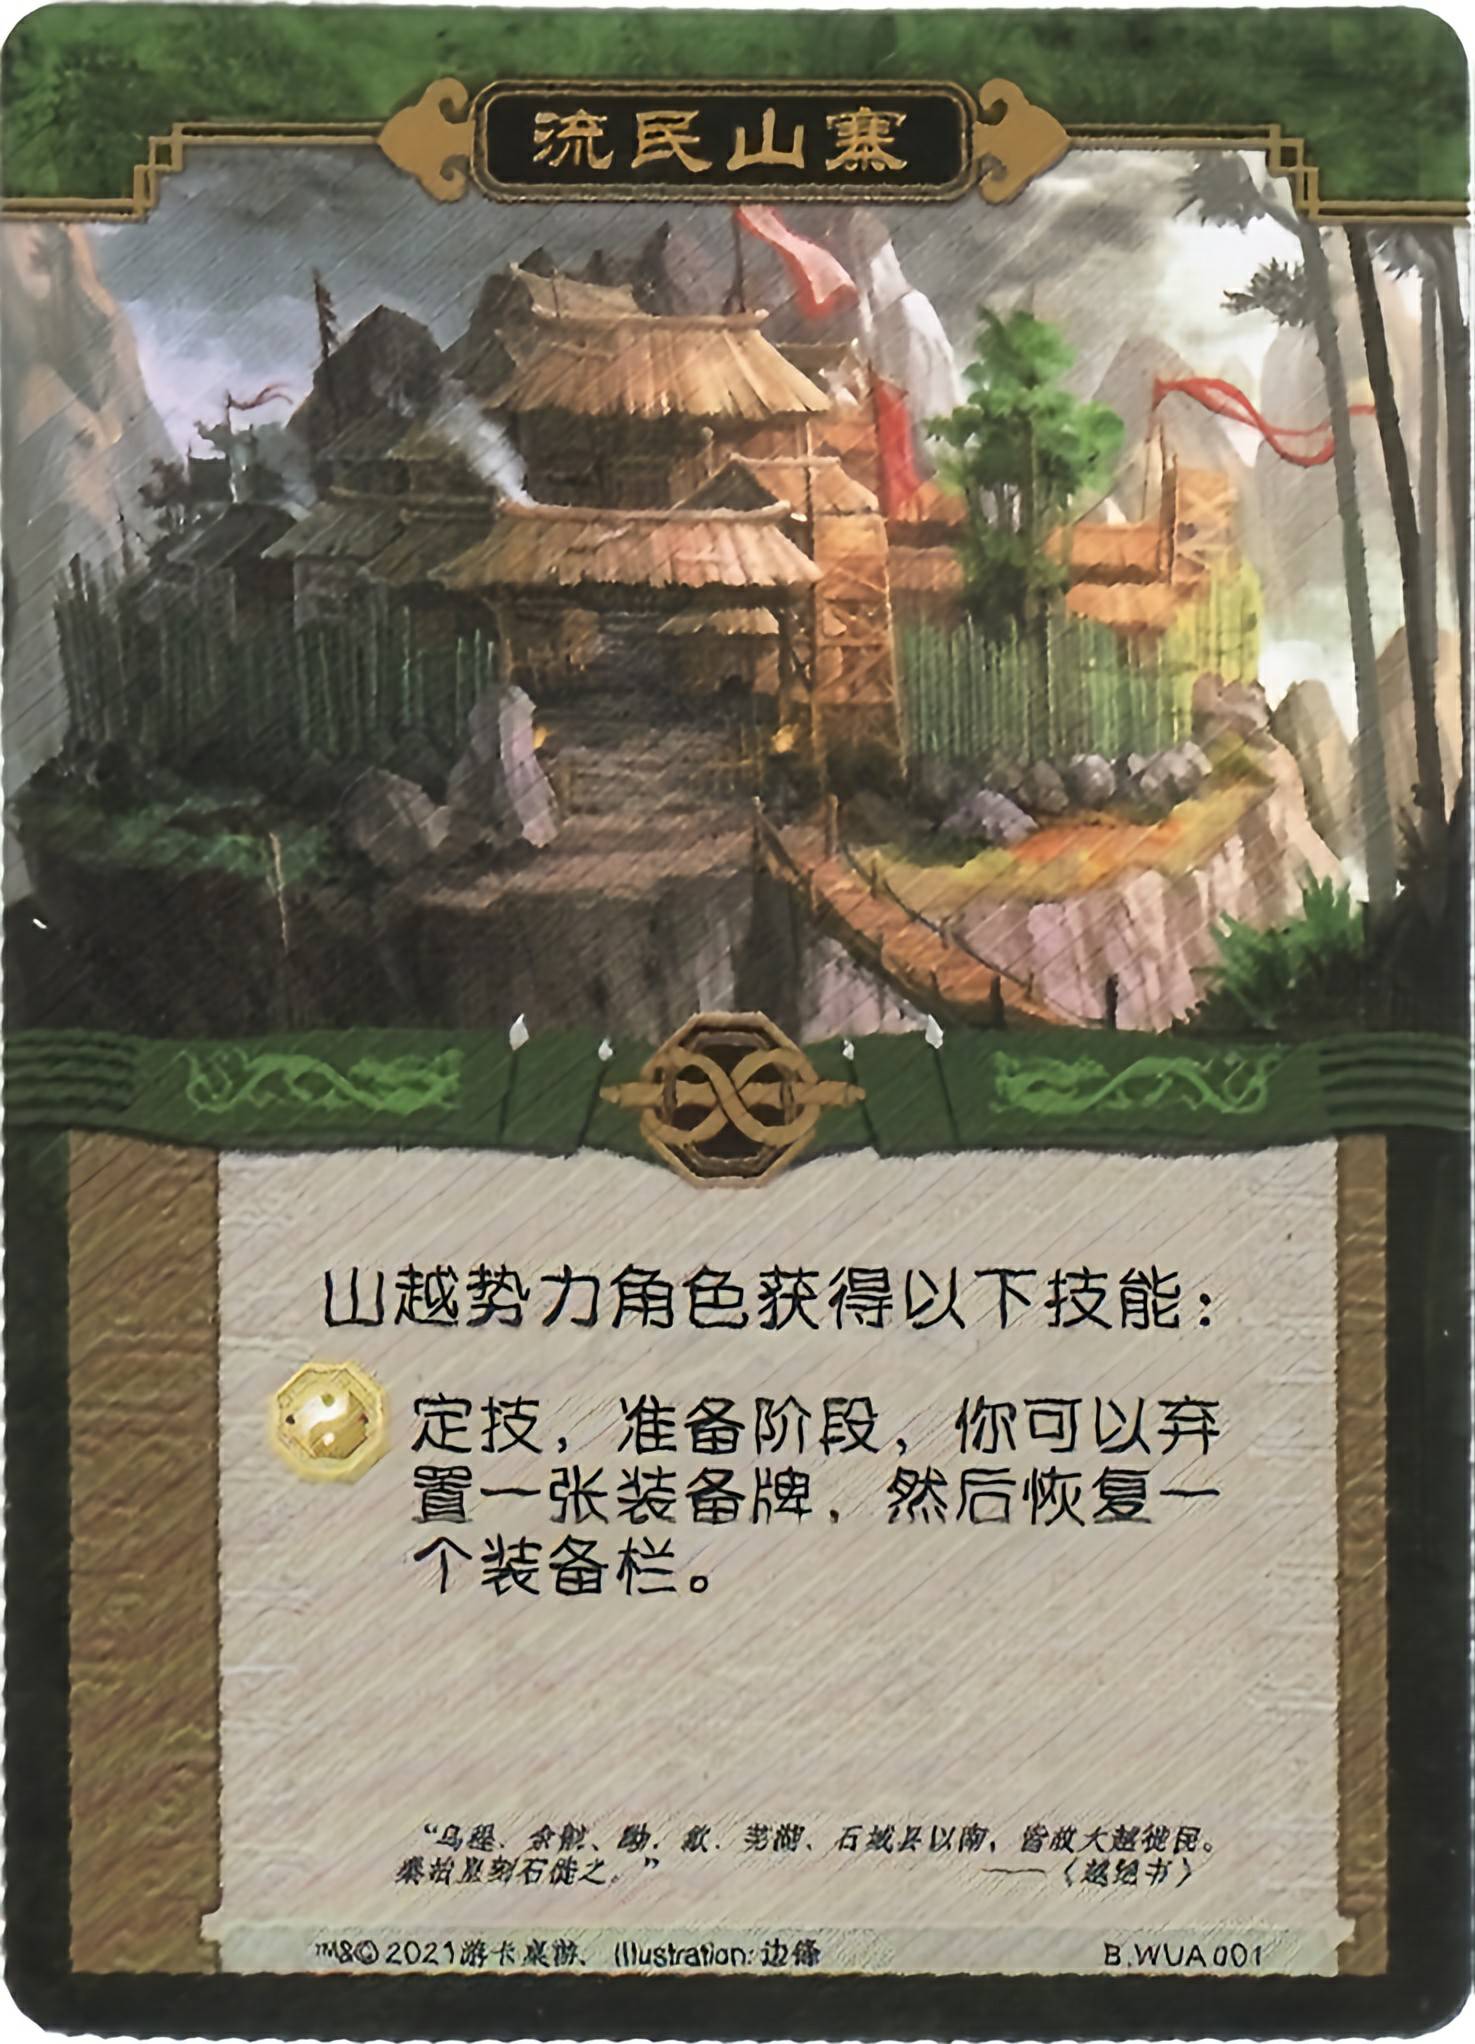 流民山寨
山越势力角色获得以下技能：
定技，准备阶段，你可以弃
置一张装备牌，然后恢复一
个装备栏。
“乌程、余杭、黝、歙、芜湖、石城县以南，皆故大越徙民。
秦始皇刻石徙之。” ——《越绝书》
™&©2021游卡桌游、Illustration:边锋 B.WUA001